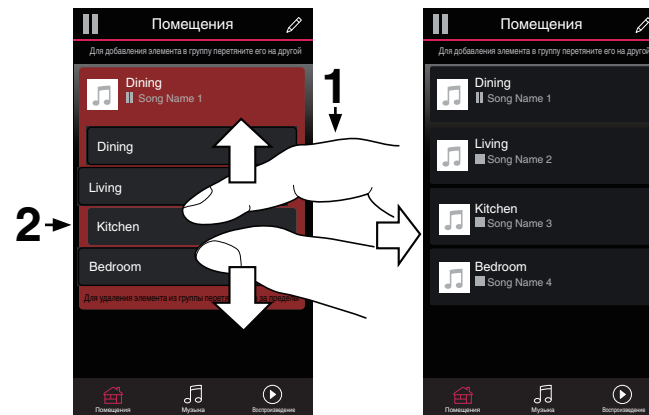 Помещения
Для добавления элемента в группу перетяните его на другой
Dining
Song Name 1
Dining
Living
Kitchen
Bedroom
Для удаления элемента из группы за пределы
Помещения
Музыка
Воспроизведение
1
2
Помещения
Для добавления элемента в группу перетяните его на другой
Dining
Song Name 1
Living
Song Name 2
Kitchen
Song Name 3
Bedroom
Song Name 4
Помещения
Музыка
Воспроизведение